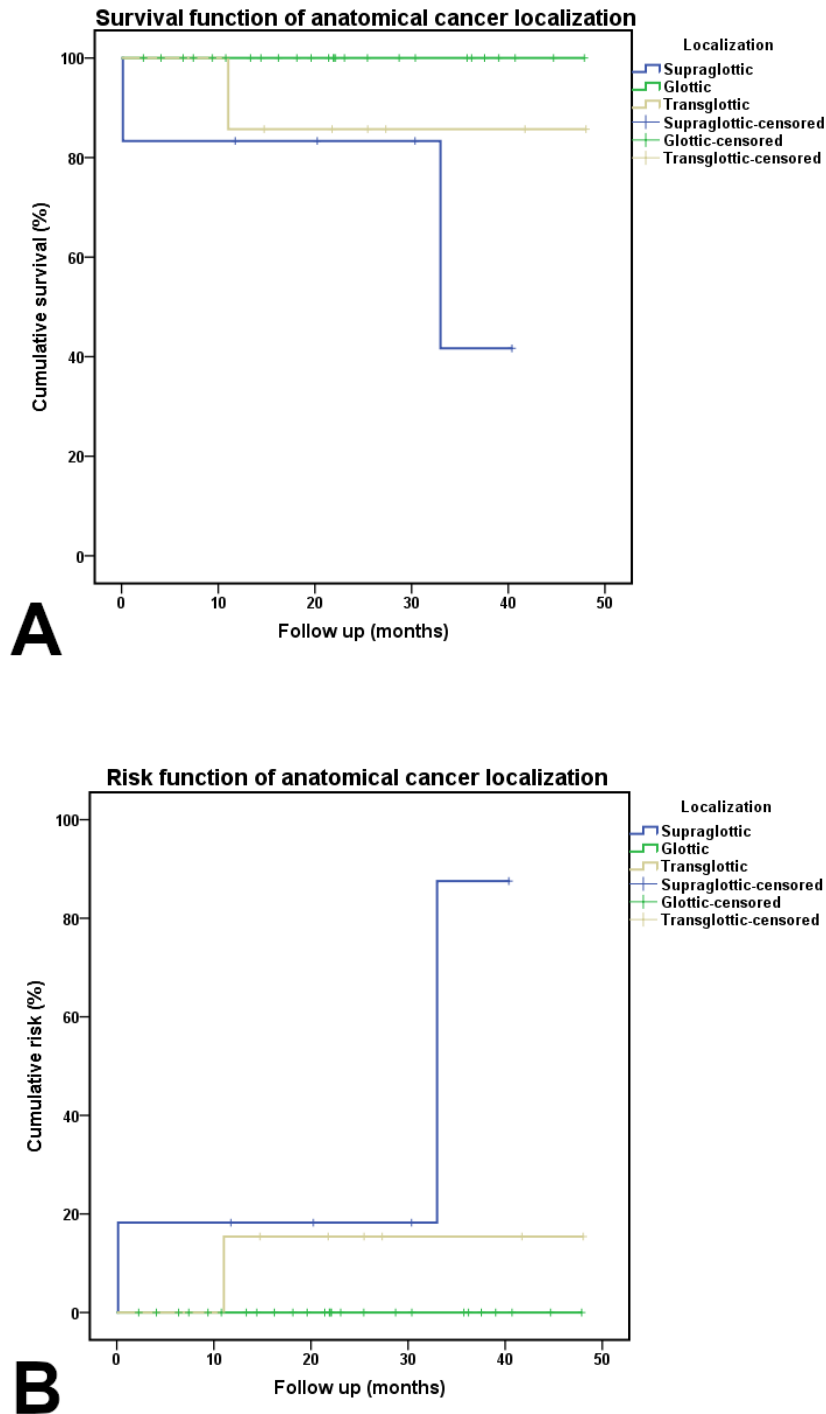 Survival function of anatomical cancer localization
Localization
Supraglottic
Glottic
Transglottic
Supraglottic-censored
Glottic-censored
Transglottic-censored
100
80
60
40
20
0
Cumulative survival (%)
0 10 20 30 40 50
Follow up (months)
A
Risk function of anatomical cancer localization
Localization
Supraglottic
Glottic
Transglottic
Supraglottic-censored
Glottic-censored
Transglottic-censored
100
80
60
40
20
0
Cumulative risk (%)
0 10 20 30 40 50
Follow up (months)
B